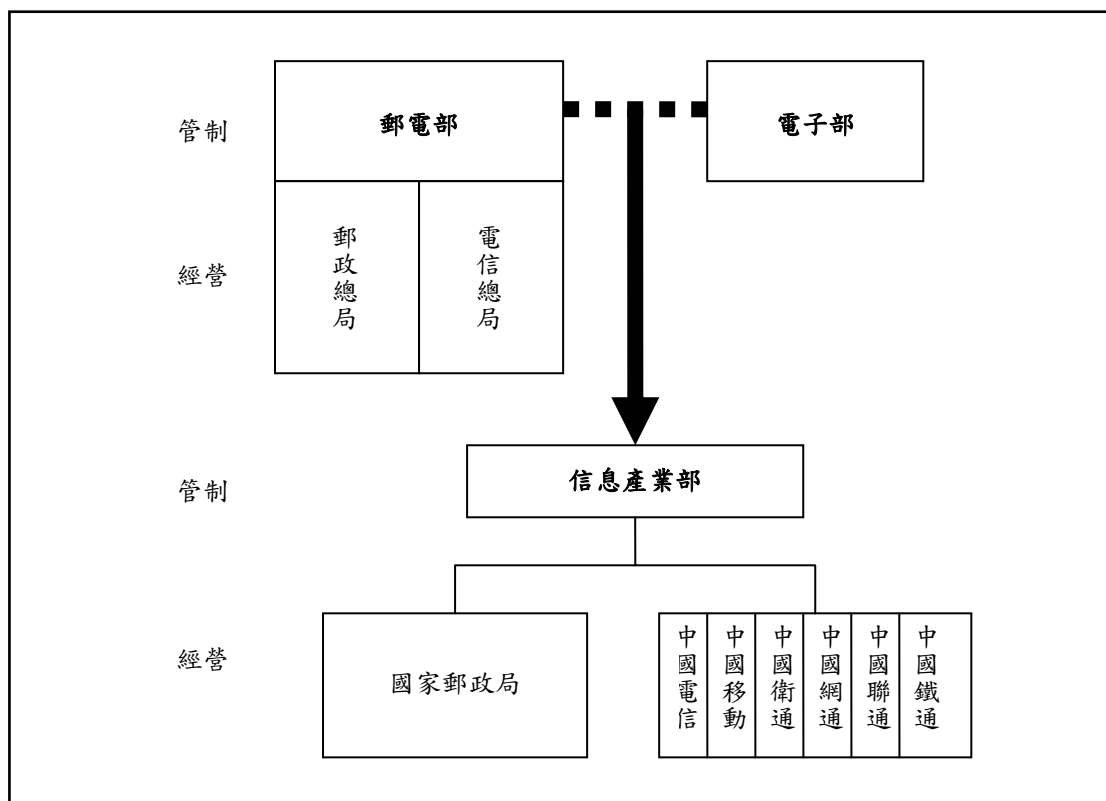 管制
郵電部
電子部
經營
郵政總局
電信總局
管制
信息產業部
經營
國家郵政局
中國電信
中國移動
中國衛通
中國網通
中國聯通
中國鐵通